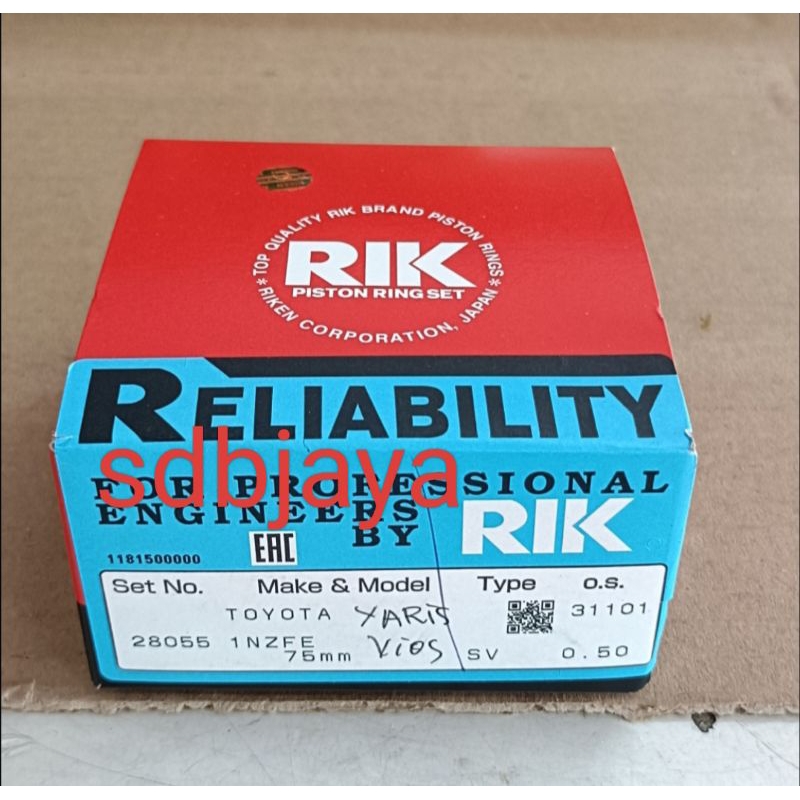 *TOP QUALITY RIK BRAND PISTON RINGS*
RIK
PISTON RING SET
RIKEN CORPORATION, JAPAN
RELIABILITY
sdbjaya
FOR PROFESSIONAL
ENGINEERS
BY
RIK
1181500000
EAC
Set No. Make & Model Type o.s.
TOYOTA YARIS 31101
28055 1NZFE
75mm Vios SV 0.50